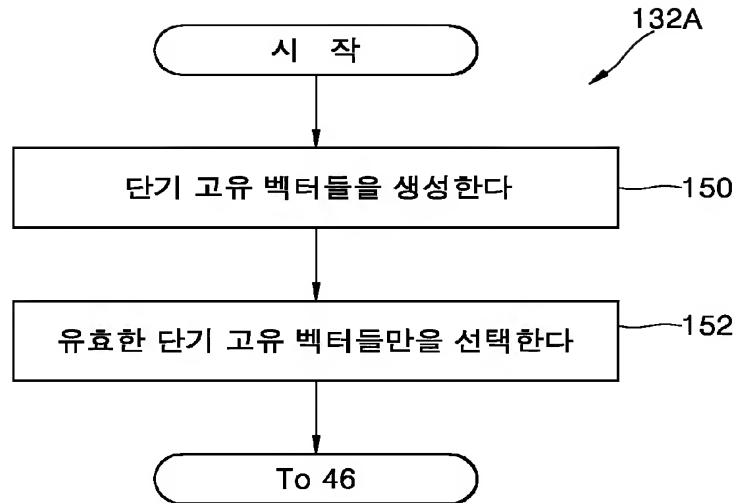 132A
시 작
단기 고유 벡터들을 생성한다
150
유효한 단기 고유 벡터들만을 선택한다
152
To 46